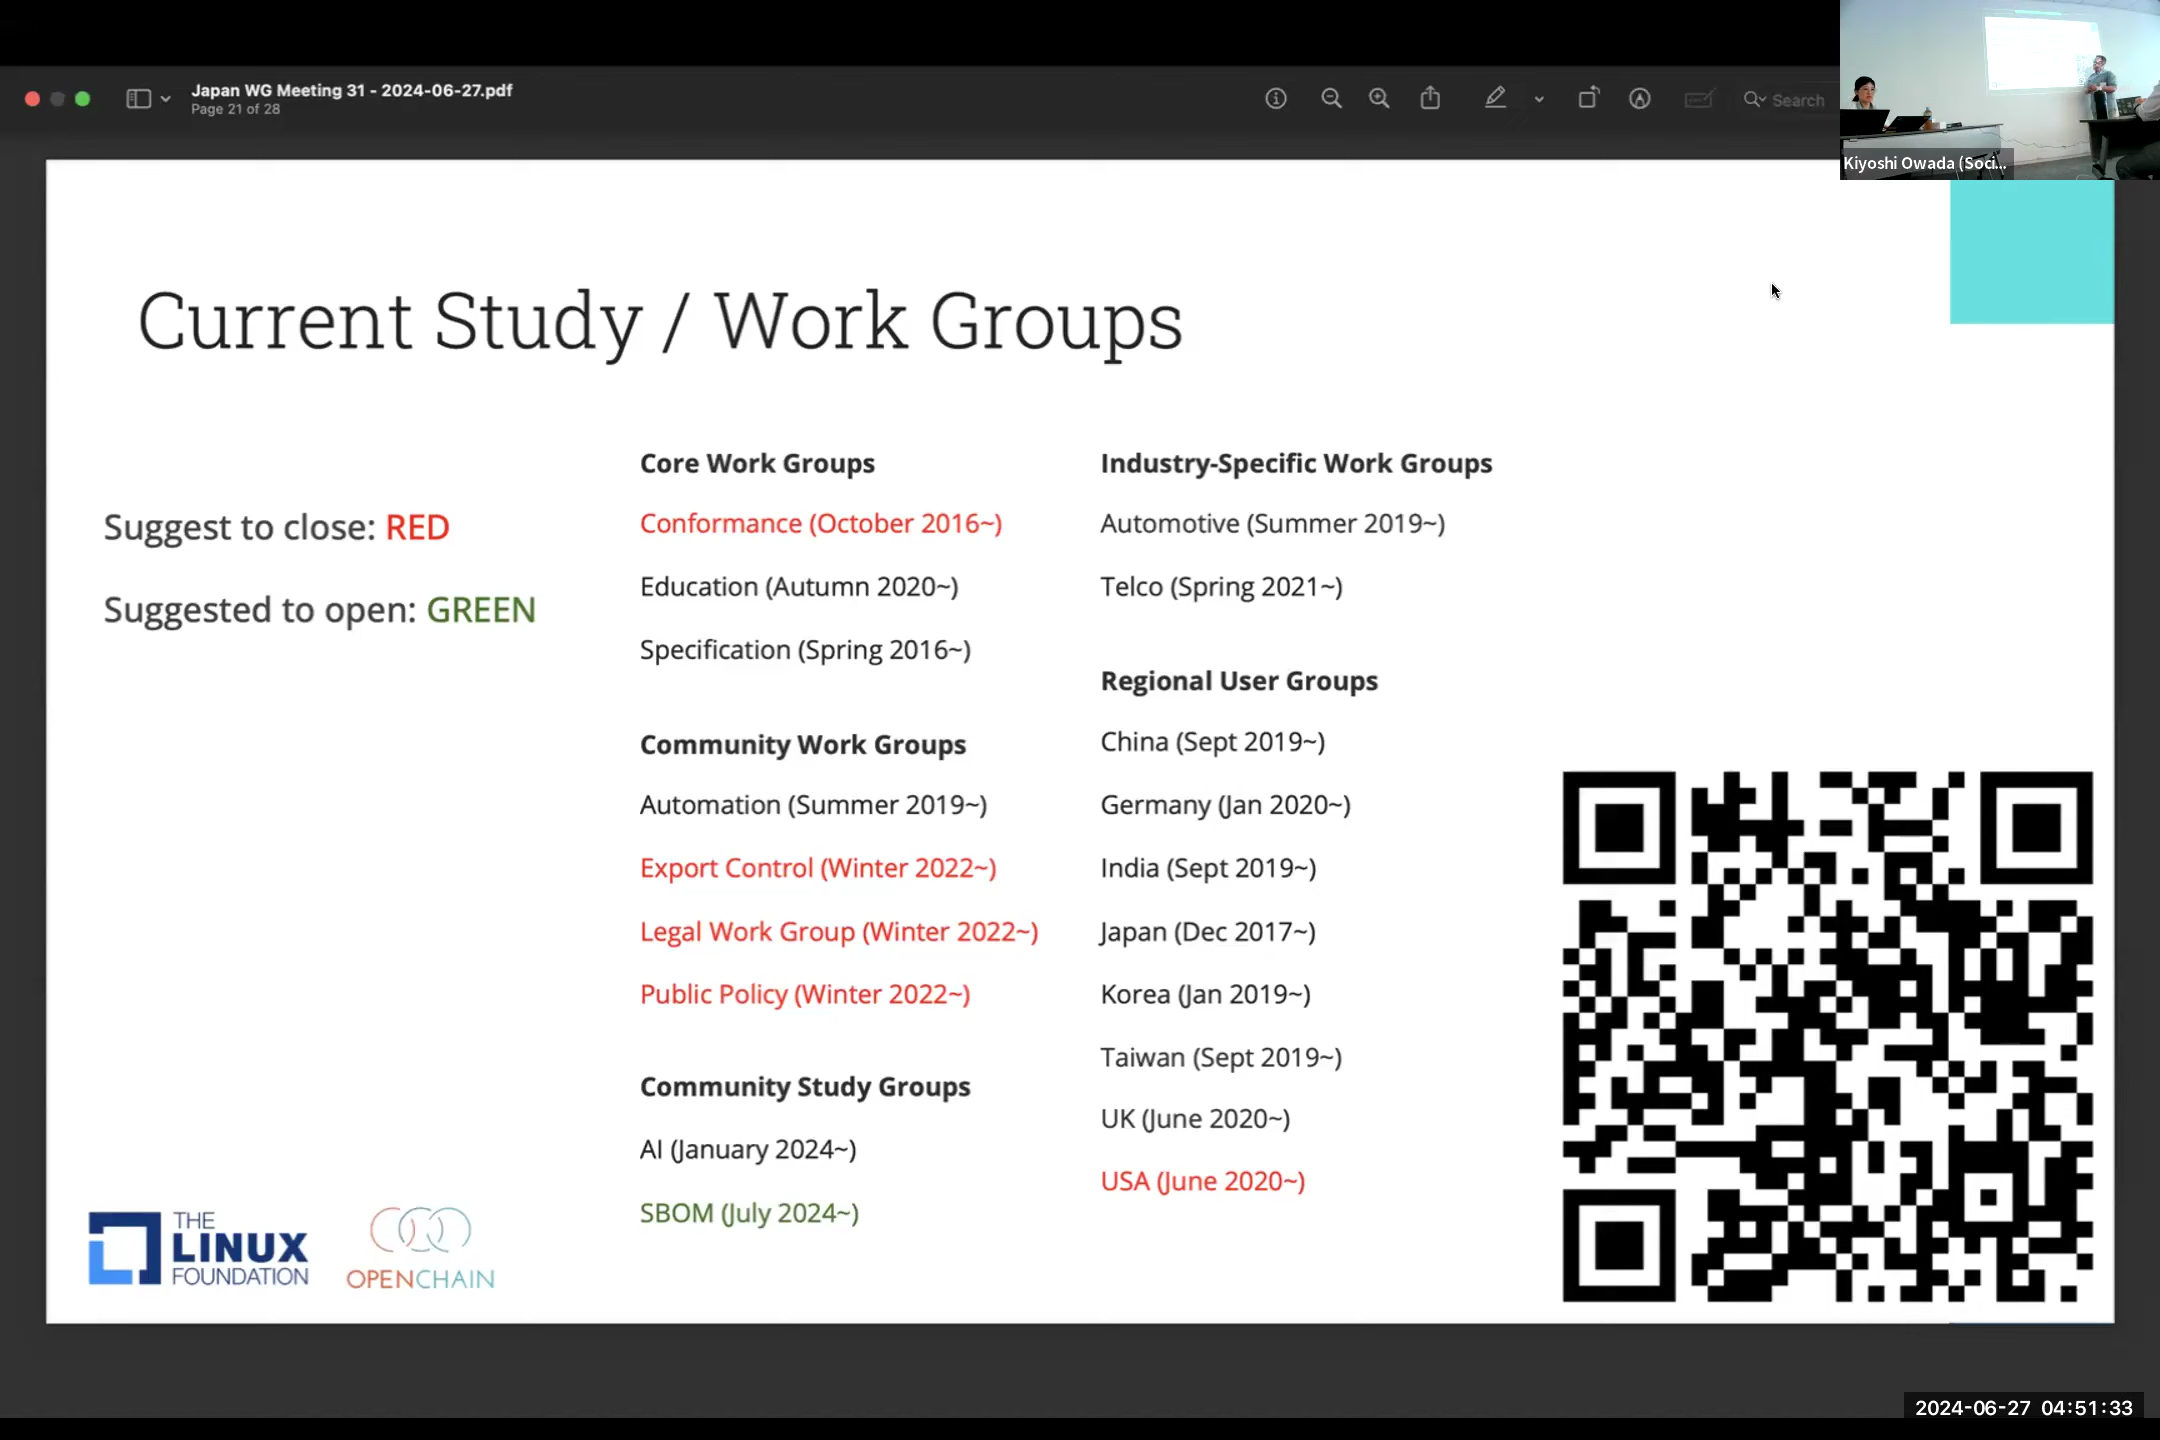 Japan WG Meeting 31 - 2024-06-27.pdf
Page 21 of 28
Search
Kiyoshi Owada (Soci...
Current Study / Work Groups
Suggest to close: RED
Suggested to open: GREEN
Core Work Groups
Conformance (October 2016~)
Education (Autumn 2020~)
Specification (Spring 2016~)
Community Work Groups
Automation (Summer 2019~)
Export Control (Winter 2022~)
Legal Work Group (Winter 2022~)
Public Policy (Winter 2022~)
Community Study Groups
AI (January 2024~)
SBOM (July 2024~)
Industry-Specific Work Groups
Automotive (Summer 2019~)
Telco (Spring 2021~)
Regional User Groups
China (Sept 2019~)
Germany (Jan 2020~)
India (Sept 2019~)
Japan (Dec 2017~)
Korea (Jan 2019~)
Taiwan (Sept 2019~)
UK (June 2020~)
USA (June 2020~)
THE
LINUX
FOUNDATION
OPENCHAIN
2024-06-27 04:51:33